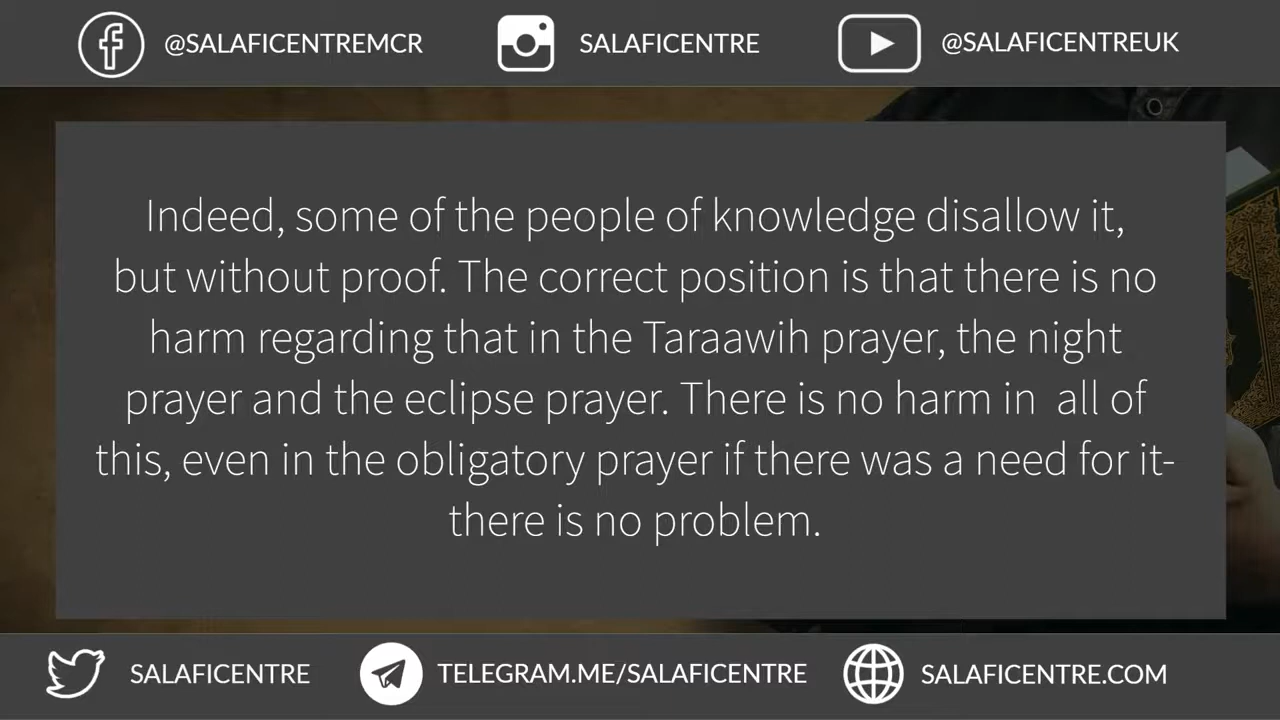 @SALAFICENTREMCR
SALAFICENTRE
@SALAFICENTREUK
Indeed, some of the people of knowledge disallow it,
but without proof. The correct position is that there is no
harm regarding that in the Taraawih prayer, the night
prayer and the eclipse prayer. There is no harm in all of
this, even in the obligatory prayer if there was a need for it-
there is no problem.
SALAFICENTRE
TELEGRAM.ME/SALAFICENTRE
SALAFICENTRE.COM